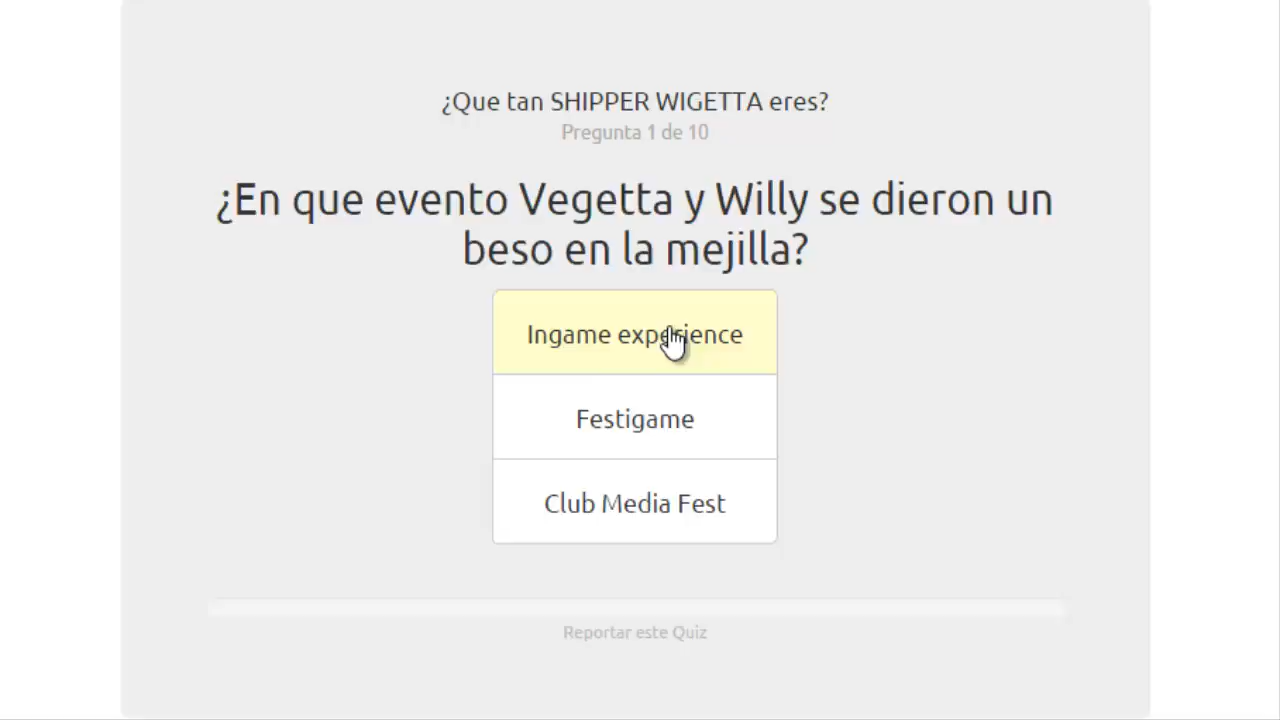 ¿Que tan SHIPPER WIGETTA eres?
Pregunta 1 de 10
¿En que evento Vegetta y Willy se dieron un
beso en la mejilla?
Ingame experience
Festigame
Club Media Fest
Reportar este Quiz